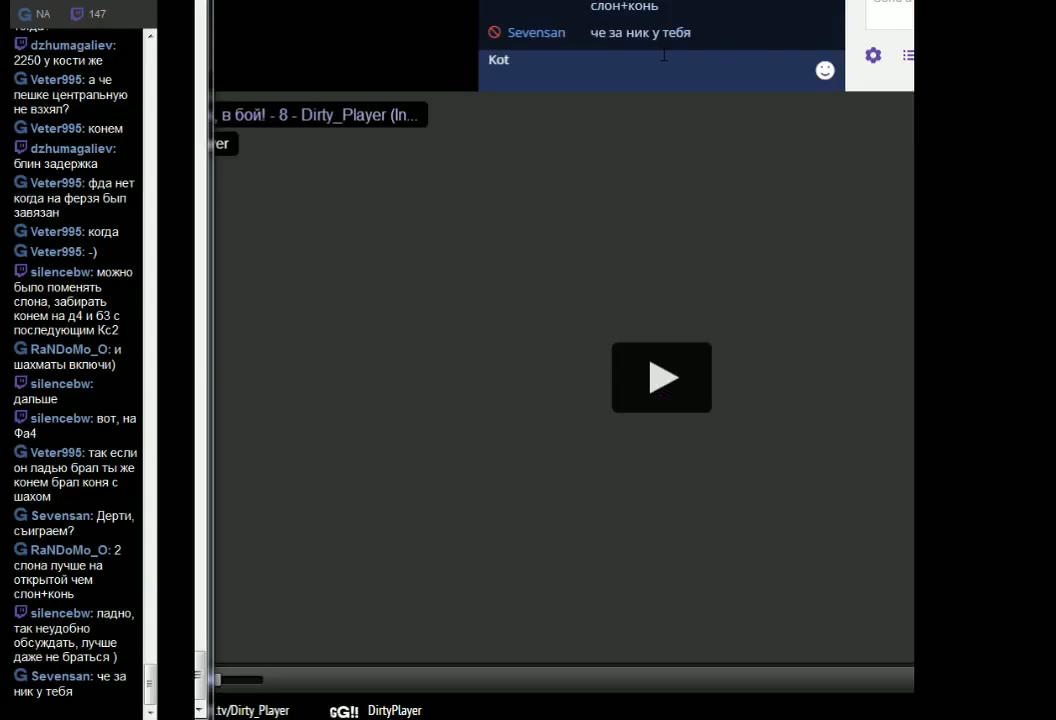 NA 147
dzhumagaliev:
2250 у кости же
Veter995: а че
пешке центральную
не взхял?
Veter995: конем
dzhumagaliev:
блин задержка
Veter995: фда нет
когда на ферзя был
завязан
Veter995: когда
Veter995: -)
silencebw: можно
было поменять
слона, забирать
конем на д4 и б3 с
последующим Кс2
RaNDoMo_O: и
шахматы включи)
silencebw:
дальше
silencebw: вот, на
Фа4
Veter995: так если
он ладью брал ты же
конем брал коня с
шахом
Sevensan: Дерти,
съиграем?
RaNDoMo_O: 2
слона лучше на
открытой чем
слон+конь
silencebw: ладно,
так неудобно
обсуждать, лучше
даже не браться )
Sevensan: че за
ник у тебя
слон+конь
Sevensan че за ник у тебя
Kot
, в бой! - 8 - Dirty_Player (In...
er
.tv/Dirty_Player GG!! DirtyPlayer